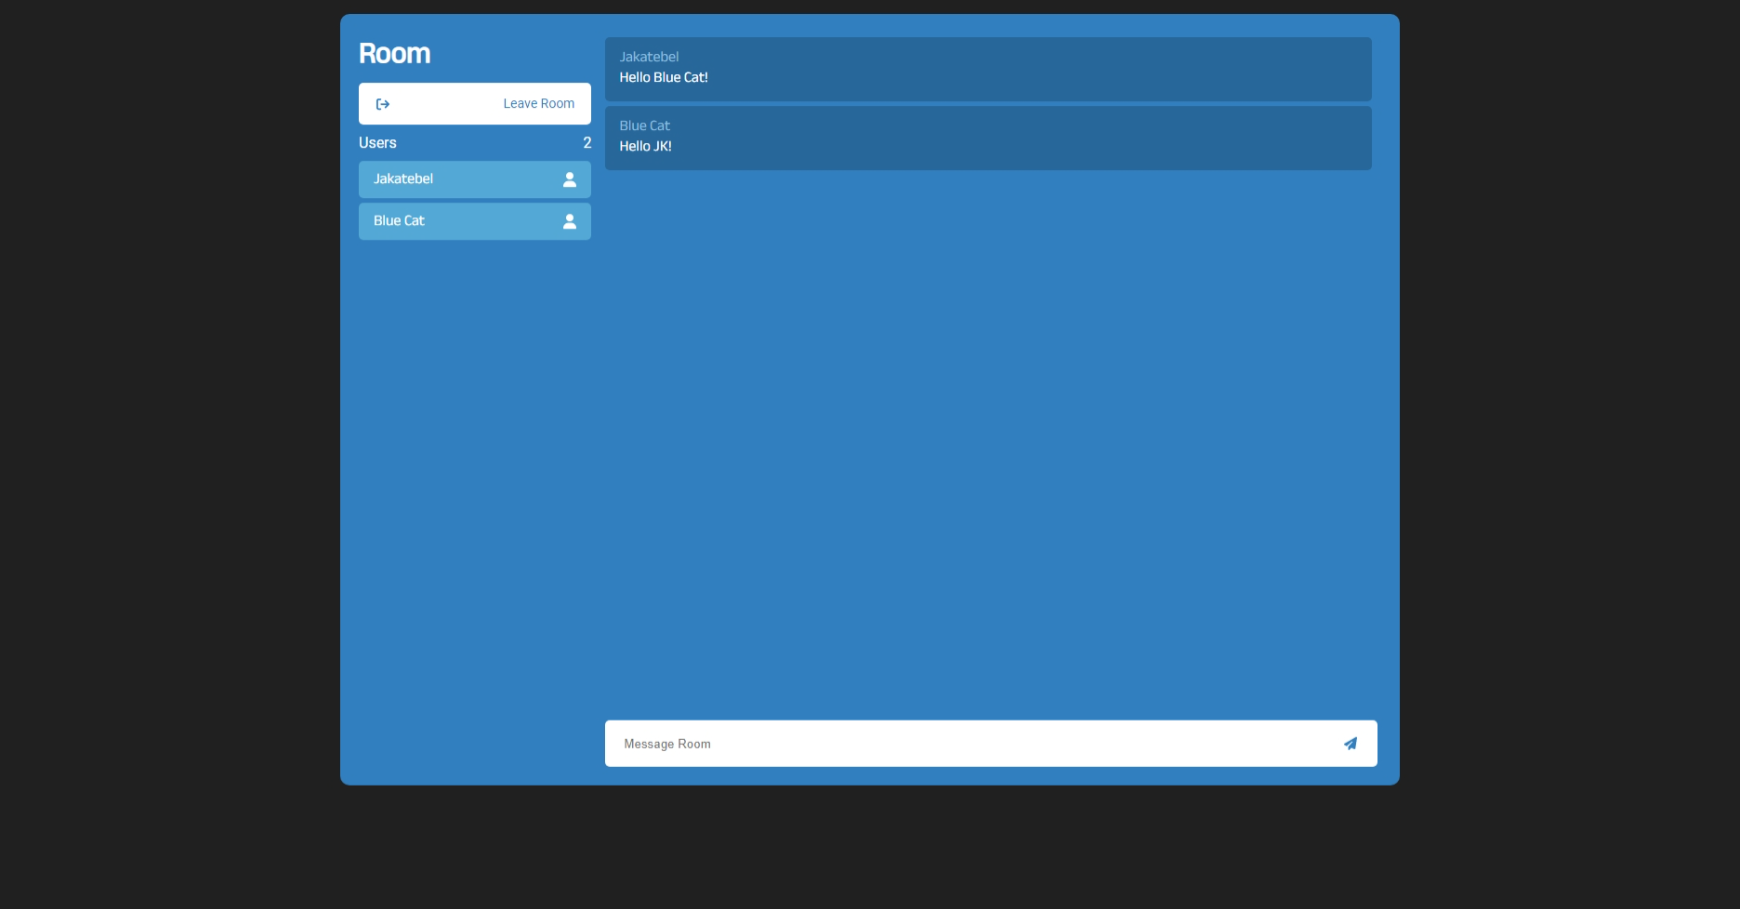 Room
Leave Room
Users 2
Jakatebel
Blue Cat
Jakatebel
Hello Blue Cat!
Blue Cat
Hello JK!
Message Room